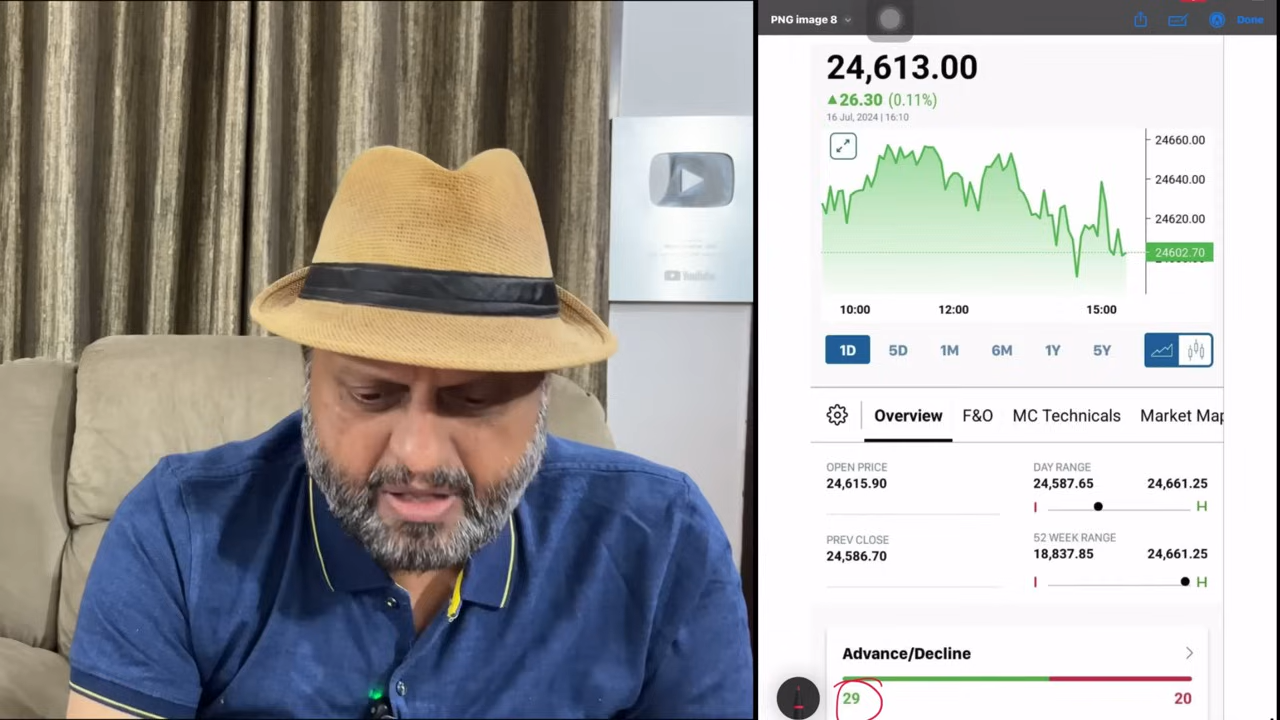 PNG image 8
Done
24,613.00
▲26.30 (0.11%)
16 Jul, 2024 | 16:10
24660.00
24640.00
24620.00
24602.70
10:00 12:00 15:00
1D 5D 1M 6M 1Y 5Y
Overview F&O MC Technicals Market Map
OPEN PRICE
24,615.90
DAY RANGE
24,587.65 24,661.25
L H
PREV CLOSE
24,586.70
52 WEEK RANGE
18,837.85 24,661.25
L H
Advance/Decline
29 20
YouTube